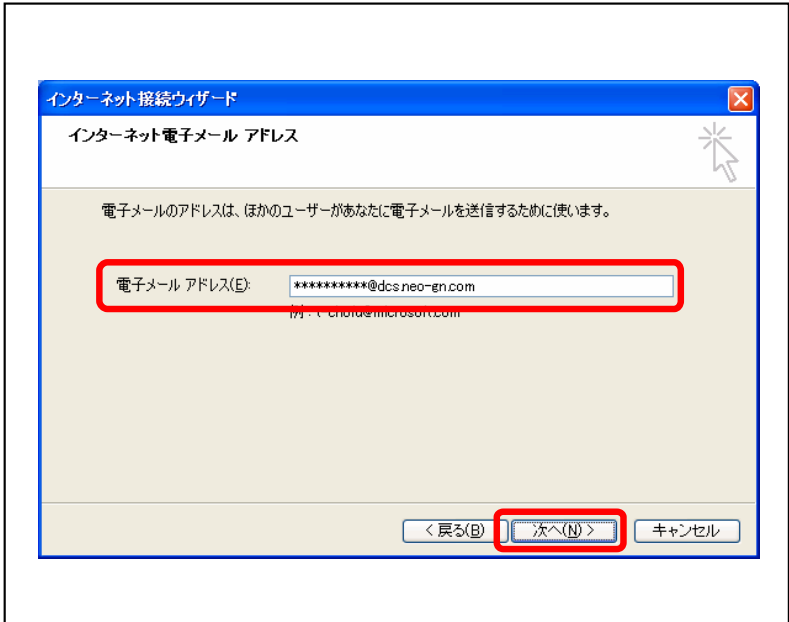 インターネット接続ウィザード
インターネット電子メール アドレス
電子メールのアドレスは、ほかのユーザーがあなたに電子メールを送信するために使います。
電子メール アドレス(E): **********@dcs.neo-gn.com
@microsoft.com
< 戻る(B) 次へ(N) > キャンセル